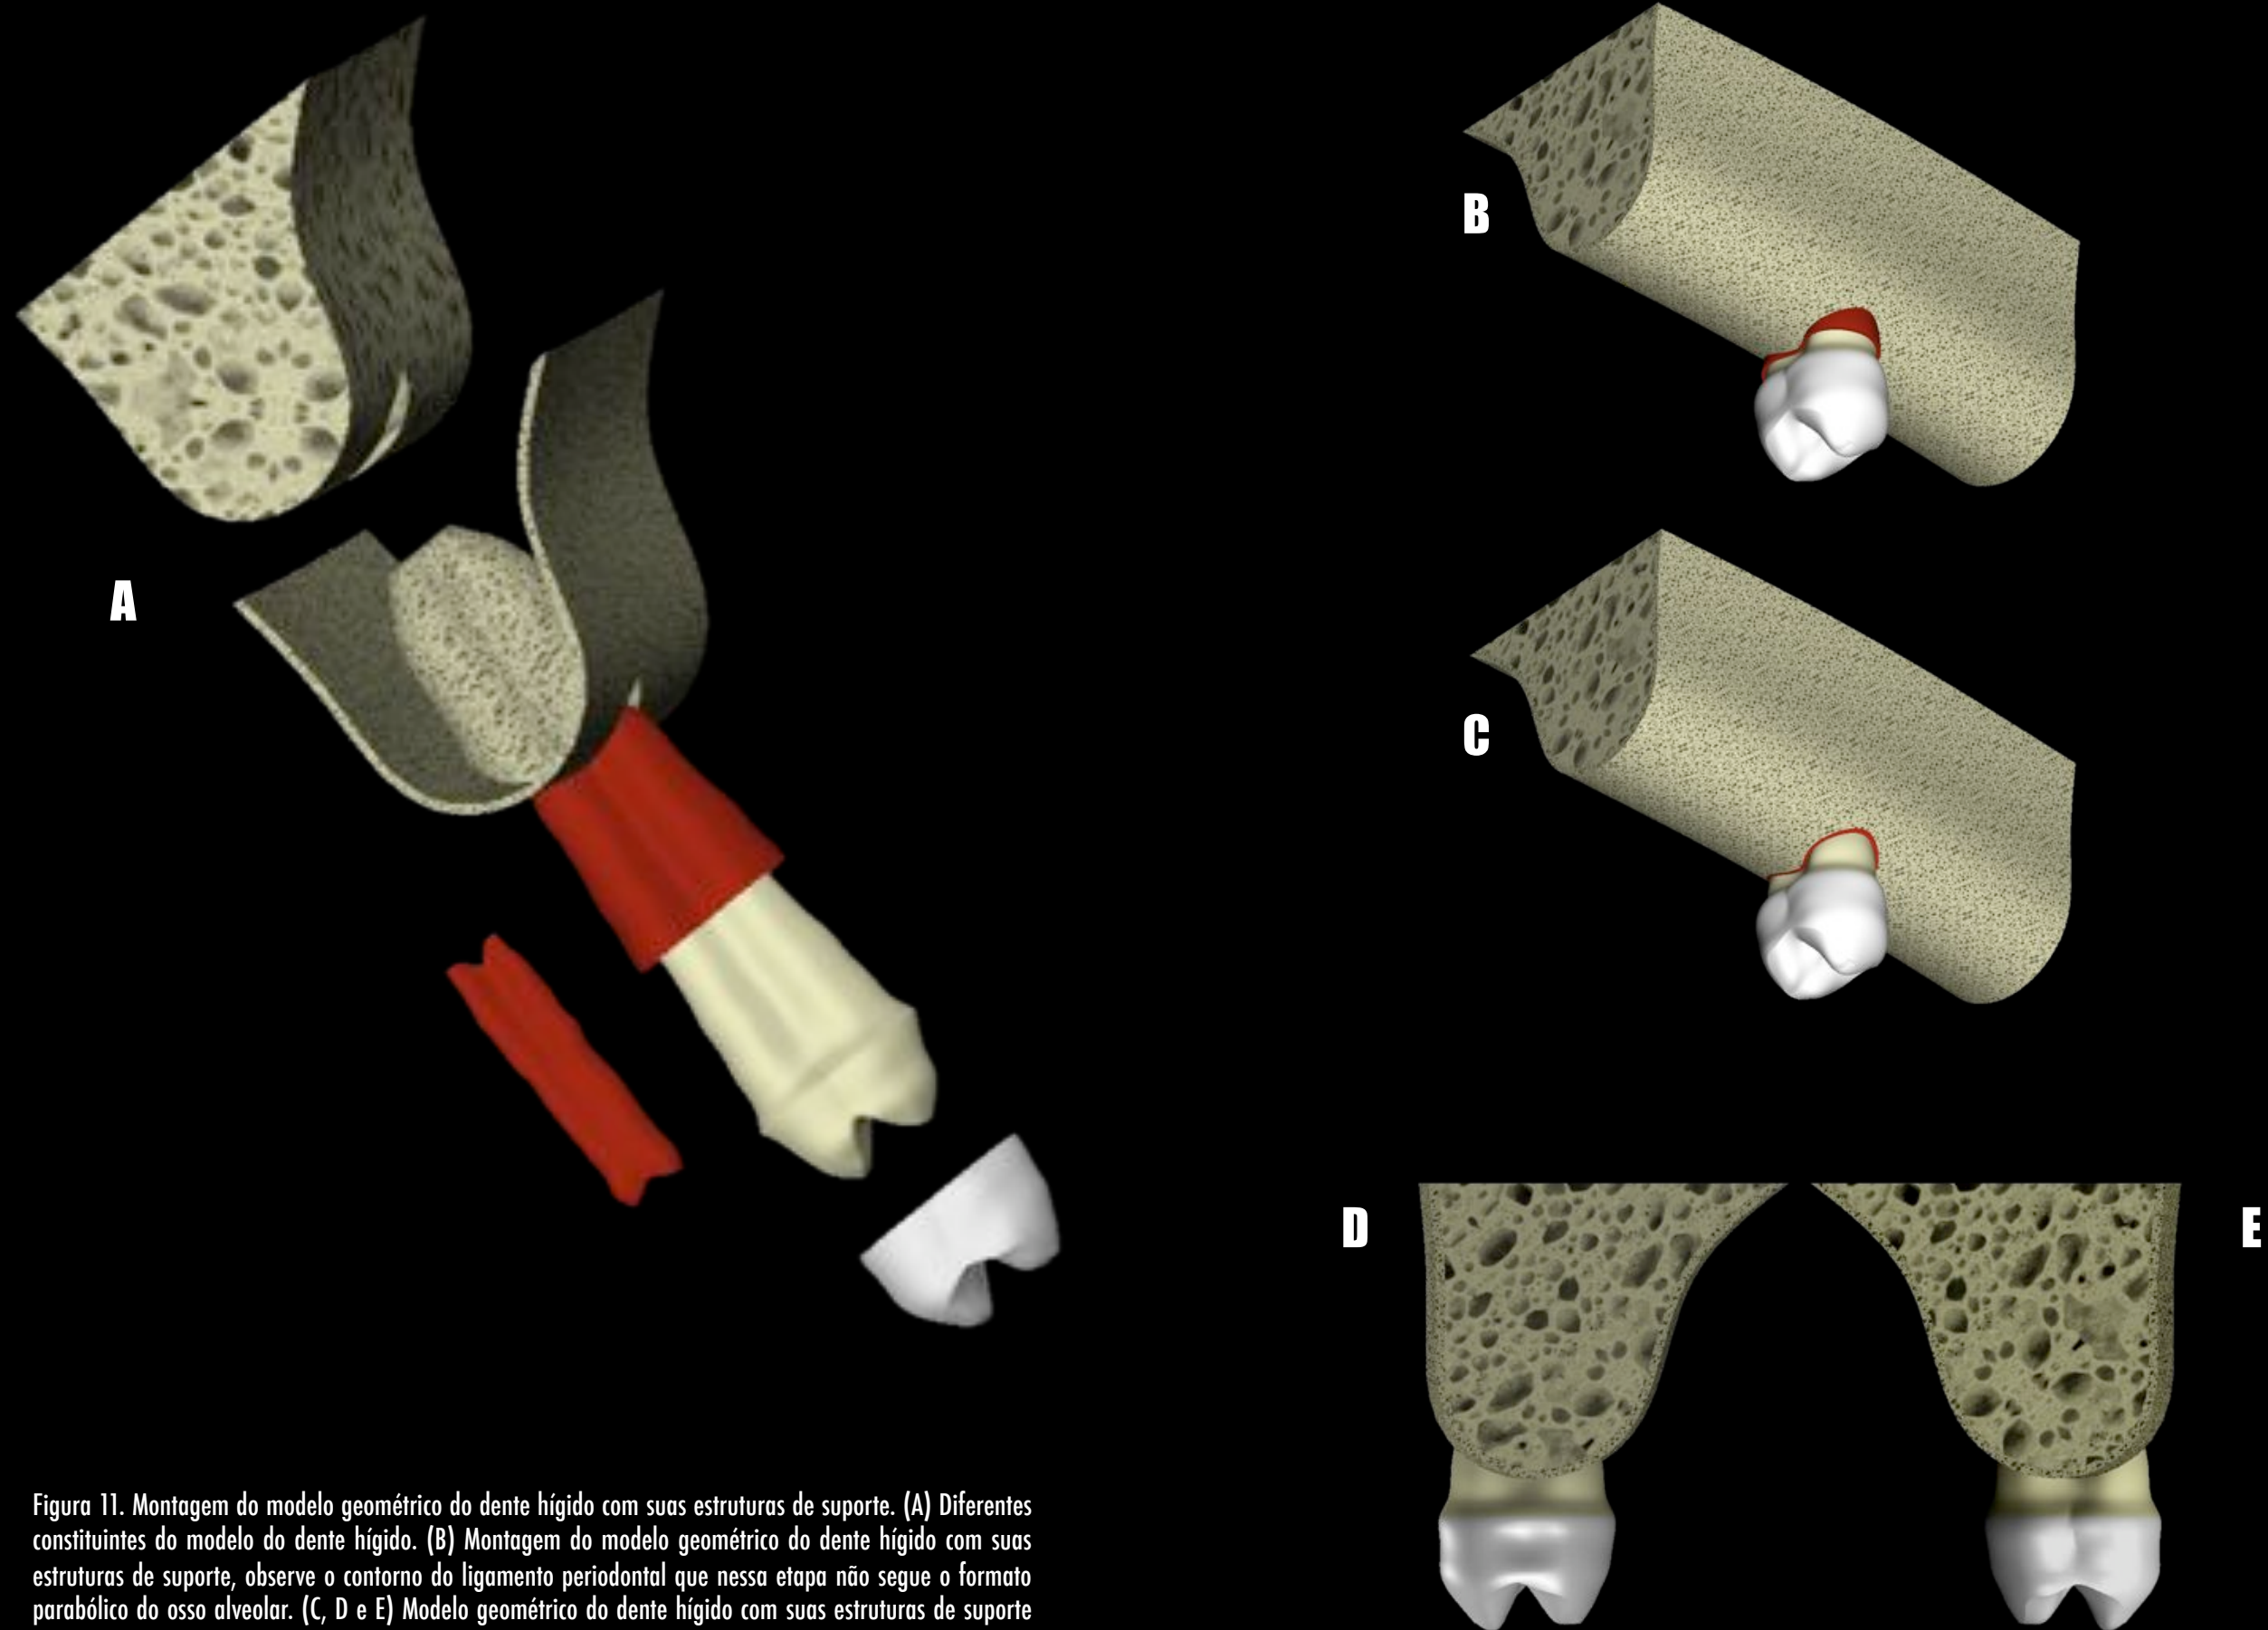 B
A
C
D
E
Figura 11. Montagem do modelo geométrico do dente hígido com suas estruturas de suporte. (A) Diferentes
constituintes do modelo do dente hígido. (B) Montagem do modelo geométrico do dente hígido com suas
estruturas de suporte, observe o contorno do ligamento periodontal que nessa etapa não segue o formato
parabólico do osso alveolar. (C, D e E) Modelo geométrico do dente hígido com suas estruturas de suporte